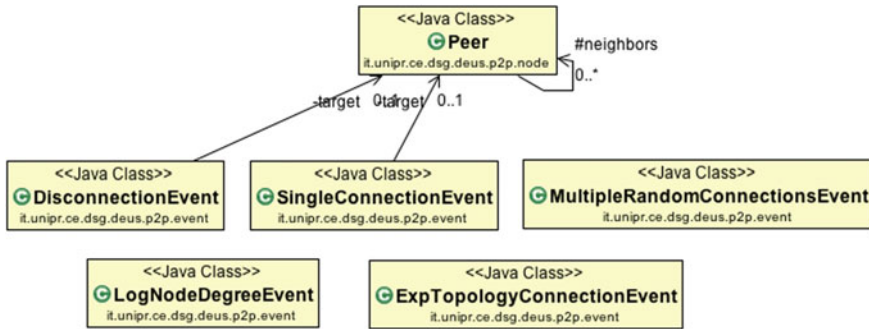 <<Java Class>>
Peer
it.unipr.ce.dsg.deus.p2p.node
#neighbors
0..*
-target 0..1
-target 0..1
<<Java Class>>
DisconnectionEvent
it.unipr.ce.dsg.deus.p2p.event
<<Java Class>>
SingleConnectionEvent
it.unipr.ce.dsg.deus.p2p.event
<<Java Class>>
MultipleRandomConnectionsEvent
it.unipr.ce.dsg.deus.p2p.event
<<Java Class>>
LogNodeDegreeEvent
it.unipr.ce.dsg.deus.p2p.event
<<Java Class>>
ExpTopologyConnectionEvent
it.unipr.ce.dsg.deus.p2p.event